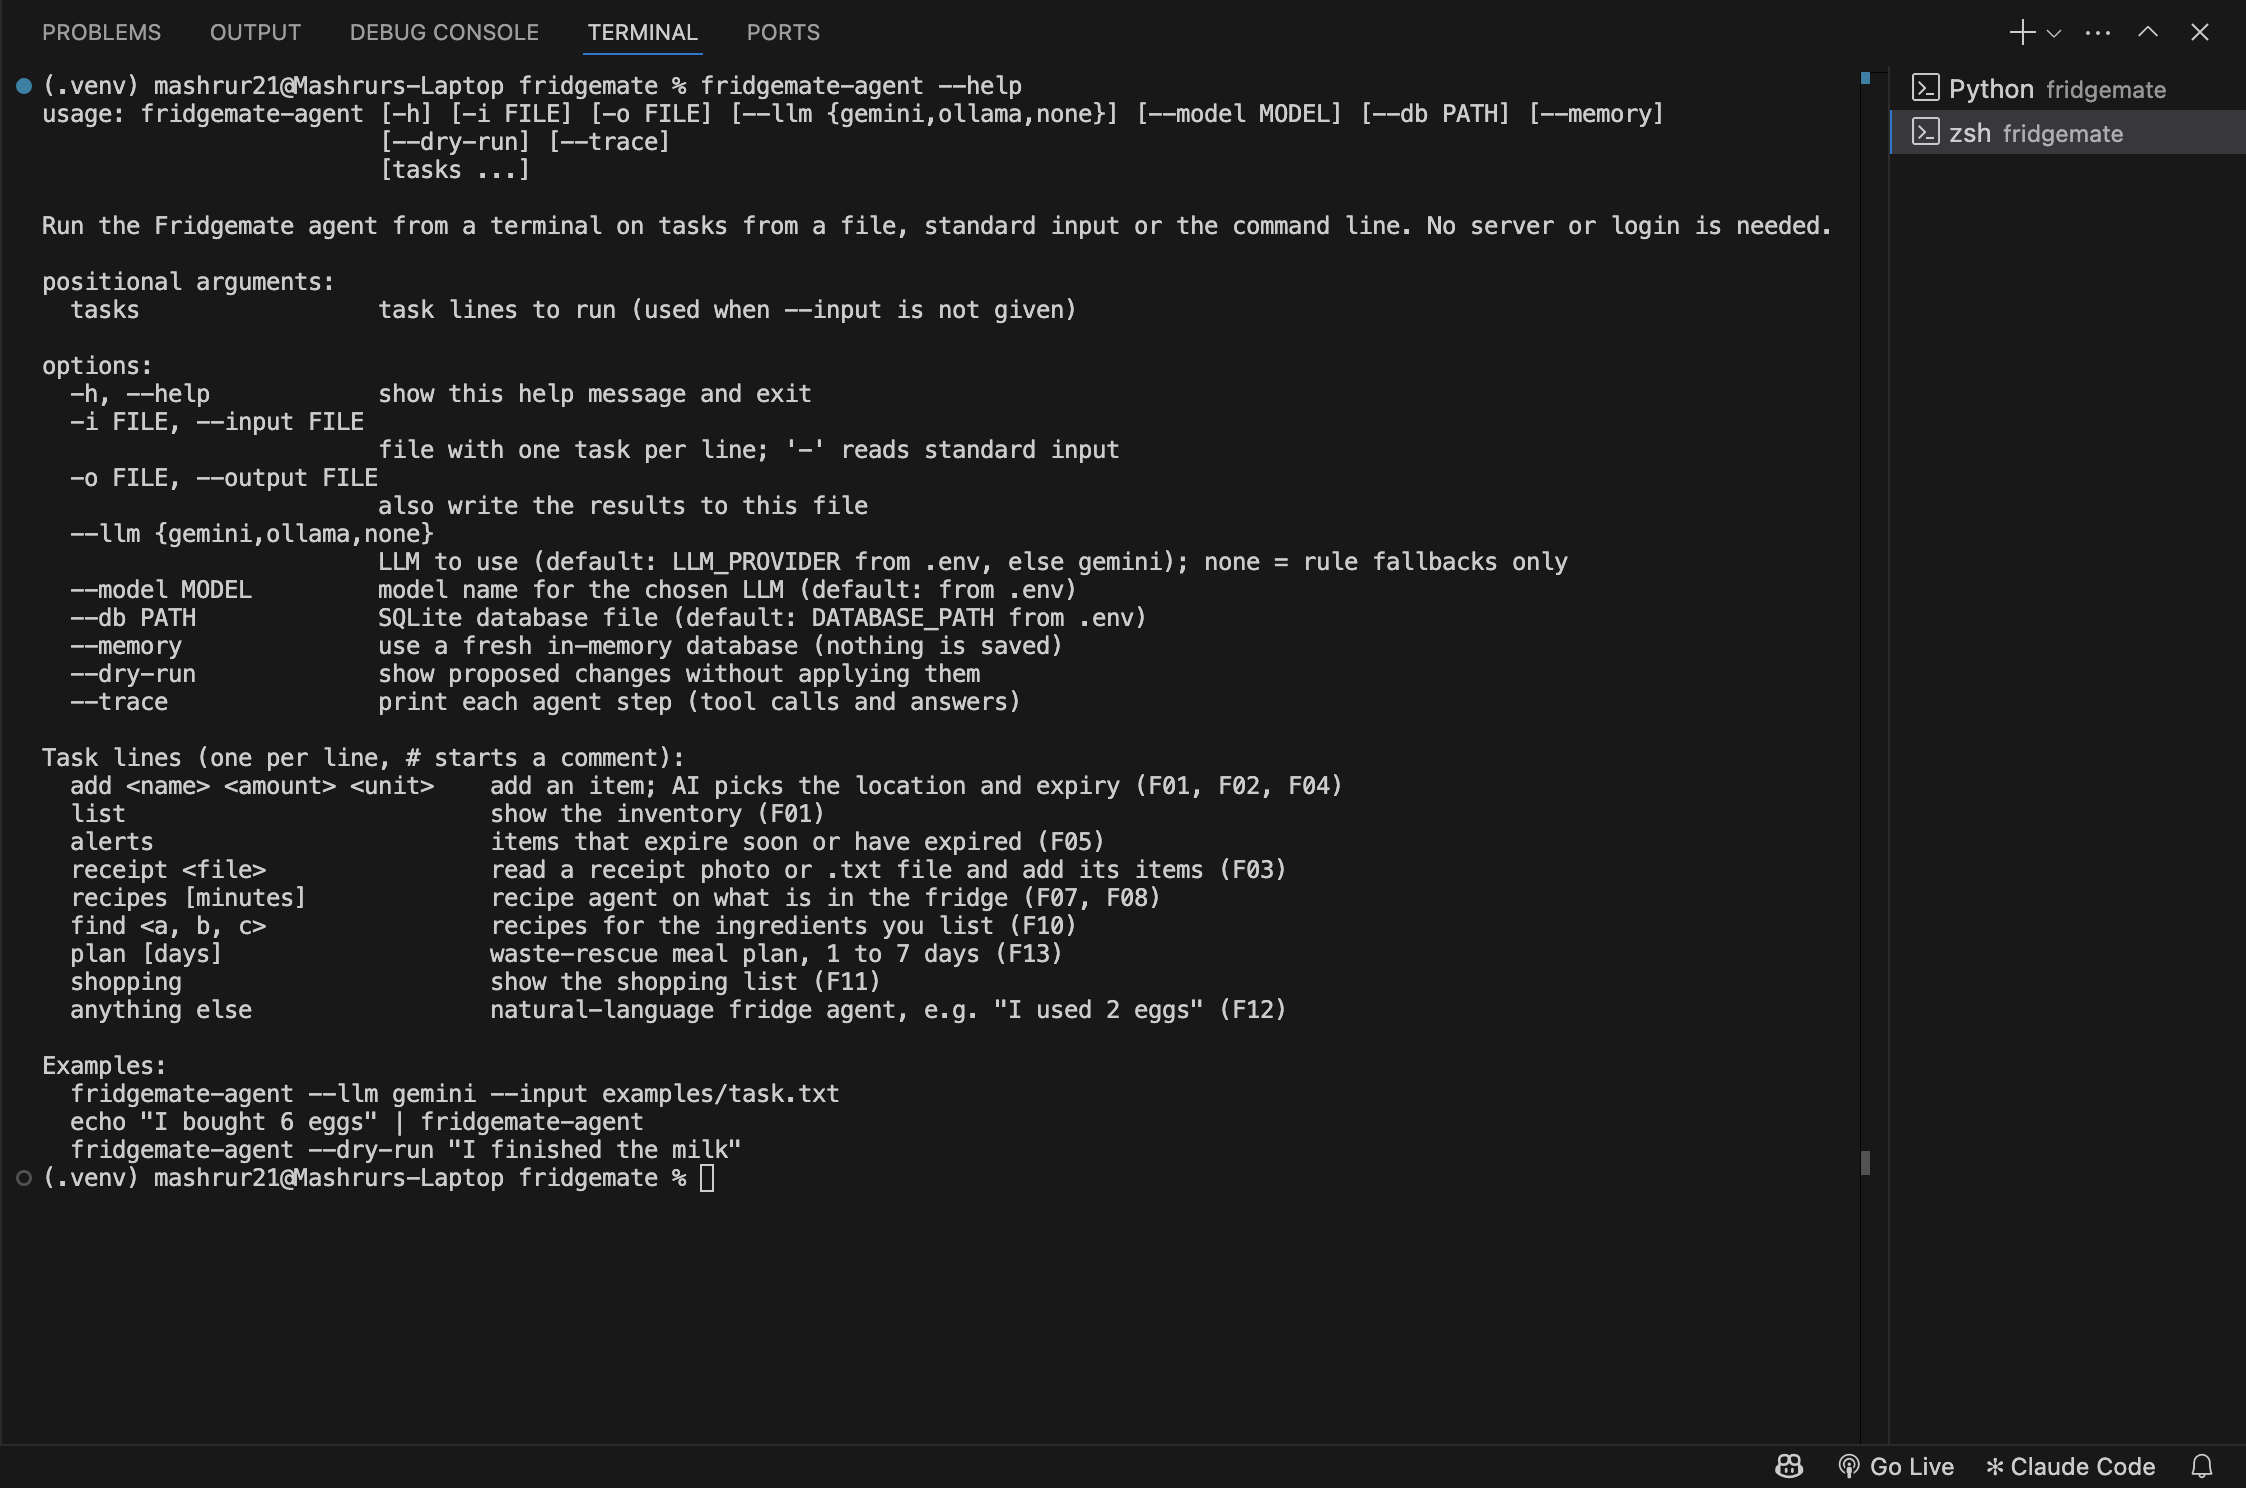 PROBLEMS OUTPUT DEBUG CONSOLE TERMINAL PORTS
(.venv) mashrur21@Mashrurs-Laptop fridgemate % fridgemate-agent --help
usage: fridgemate-agent [-h] [-i FILE] [-o FILE] [--llm {gemini,ollama,none}] [--model MODEL] [--db PATH] [--memory]
                        [--dry-run] [--trace]
                        [tasks ...]

Run the Fridgemate agent from a terminal on tasks from a file, standard input or the command line. No server or login is needed.

positional arguments:
  tasks                 task lines to run (used when --input is not given)

options:
  -h, --help            show this help message and exit
  -i FILE, --input FILE
                        file with one task per line; '-' reads standard input
  -o FILE, --output FILE
                        also write the results to this file
  --llm {gemini,ollama,none}
                        LLM to use (default: LLM_PROVIDER from .env, else gemini); none = rule fallbacks only
  --model MODEL         model name for the chosen LLM (default: from .env)
  --db PATH             SQLite database file (default: DATABASE_PATH from .env)
  --memory              use a fresh in-memory database (nothing is saved)
  --dry-run             show proposed changes without applying them
  --trace               print each agent step (tool calls and answers)

Task lines (one per line, # starts a comment):
  add <name> <amount> <unit>    add an item; AI picks the location and expiry (F01, F02, F04)
  list                          show the inventory (F01)
  alerts                        items that expire soon or have expired (F05)
  receipt <file>                read a receipt photo or .txt file and add its items (F03)
  recipes [minutes]             recipe agent on what is in the fridge (F07, F08)
  find <a, b, c>                recipes for the ingredients you list (F10)
  plan [days]                   waste-rescue meal plan, 1 to 7 days (F13)
  shopping                      show the shopping list (F11)
  anything else                 natural-language fridge agent, e.g. "I used 2 eggs" (F12)

Examples:
  fridgemate-agent --llm gemini --input examples/task.txt
  echo "I bought 6 eggs" | fridgemate-agent
  fridgemate-agent --dry-run "I finished the milk"
(.venv) mashrur21@Mashrurs-Laptop fridgemate %
Python fridgemate
zsh fridgemate
Go Live Claude Code